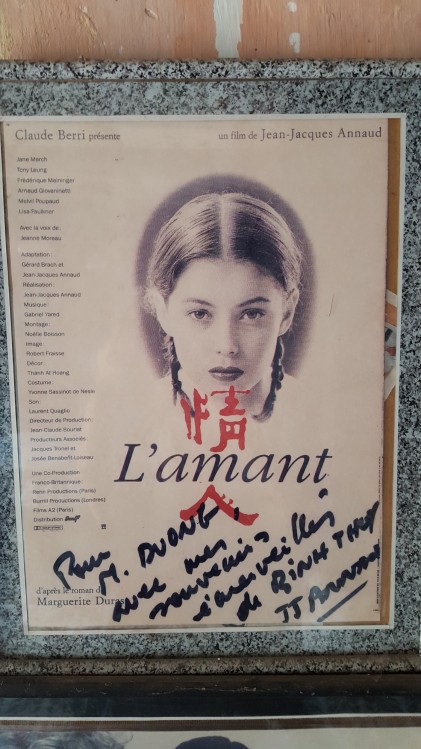 Claude Berri présente
un film de Jean-Jacques Annaud
Jane March
Tony Leung
Frédérique Meininger
Arnaud Giovaninetti
Melvil Poupaud
Lisa Faulkner
Avec la voix de:
Jeanne Moreau
Adaptation:
Gérard Brach et
Jean-Jacques Annaud
Réalisation:
Jean-Jacques Annaud
Musique:
Gabriel Yared
Montage:
Noëlle Boisson
Image:
Robert Fraisse
Décor:
Thanh At Hoang
Costume:
Yvonne Sassinot de Nesle
Son:
Laurent Quaglio
Directeur de Production:
Jean-Claude Bourlat
Producteurs Associés:
Jacques Tronel et
Josée Benabent-Loiseau
Une Co-Production
Franco-Britannique:
Renn Productions (Paris)
Burrill Productions (Londres)
Films A2 (Paris)
Distribution
情人
L'amant
Pour
M. DUONG,
avec mes
souvenirs
émerveillés
de BINH THUY
JJ Annaud
d'après le roman de
Marguerite Duras